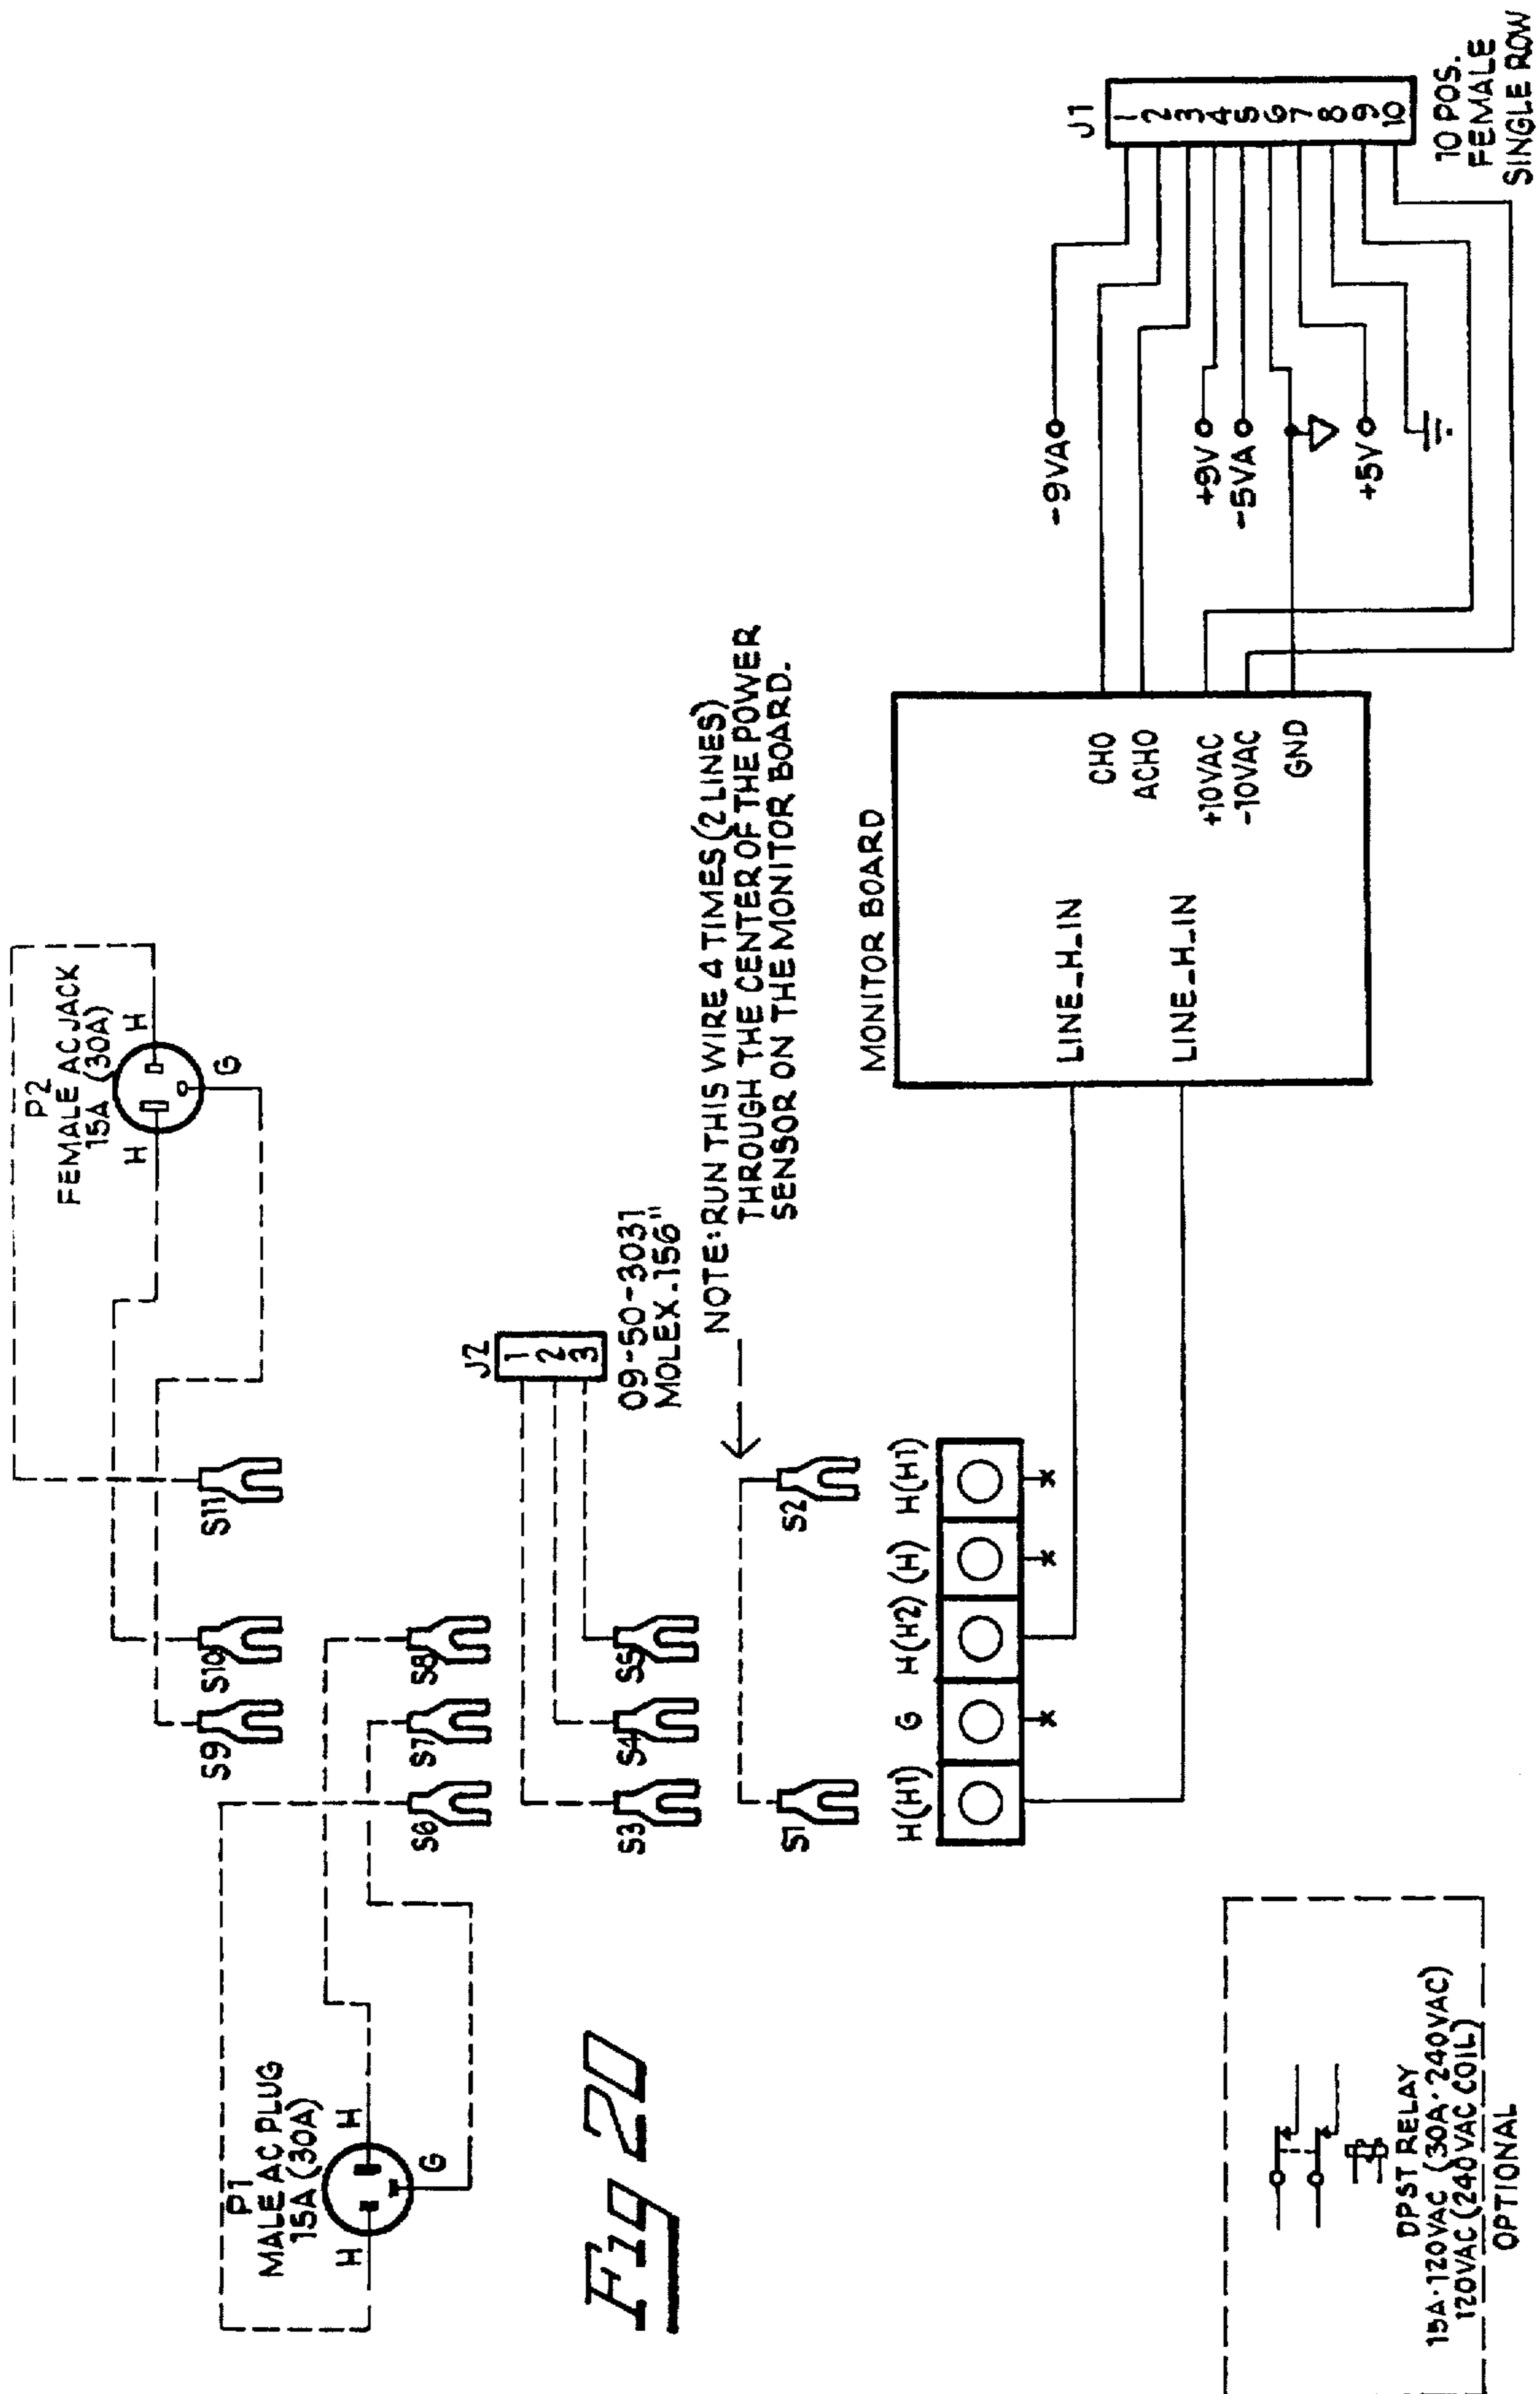 P2
FEMALE AC JACK
15A (30A)
H
H
G
S9
S10
S11
P1
MALE AC PLUG
15A (30A)
H
H
G
S6
S7
S8
J2
1
2
3
09-50-3031
MOLEX .156"
S3
S4
S5
NOTE: RUN THIS WIRE 4 TIMES (2 LINES)
THROUGH THE CENTER OF THE POWER
SENSOR ON THE MONITOR BOARD.
S1
S2
H(H1)
G
H(H2)
(H)
H(H1)
MONITOR BOARD
LINE_H_IN
LINE_H_IN
CHO
ACHO
+10VAC
-10VAC
GND
-9VA
+9V
-5VA
+5V
J1
1
2
3
4
5
6
7
8
9
10
10 POS.
FEMALE
SINGLE ROW
Fig 20
DPST RELAY
15A·120VAC (30A·240VAC)
120VAC (240VAC COIL)
OPTIONAL